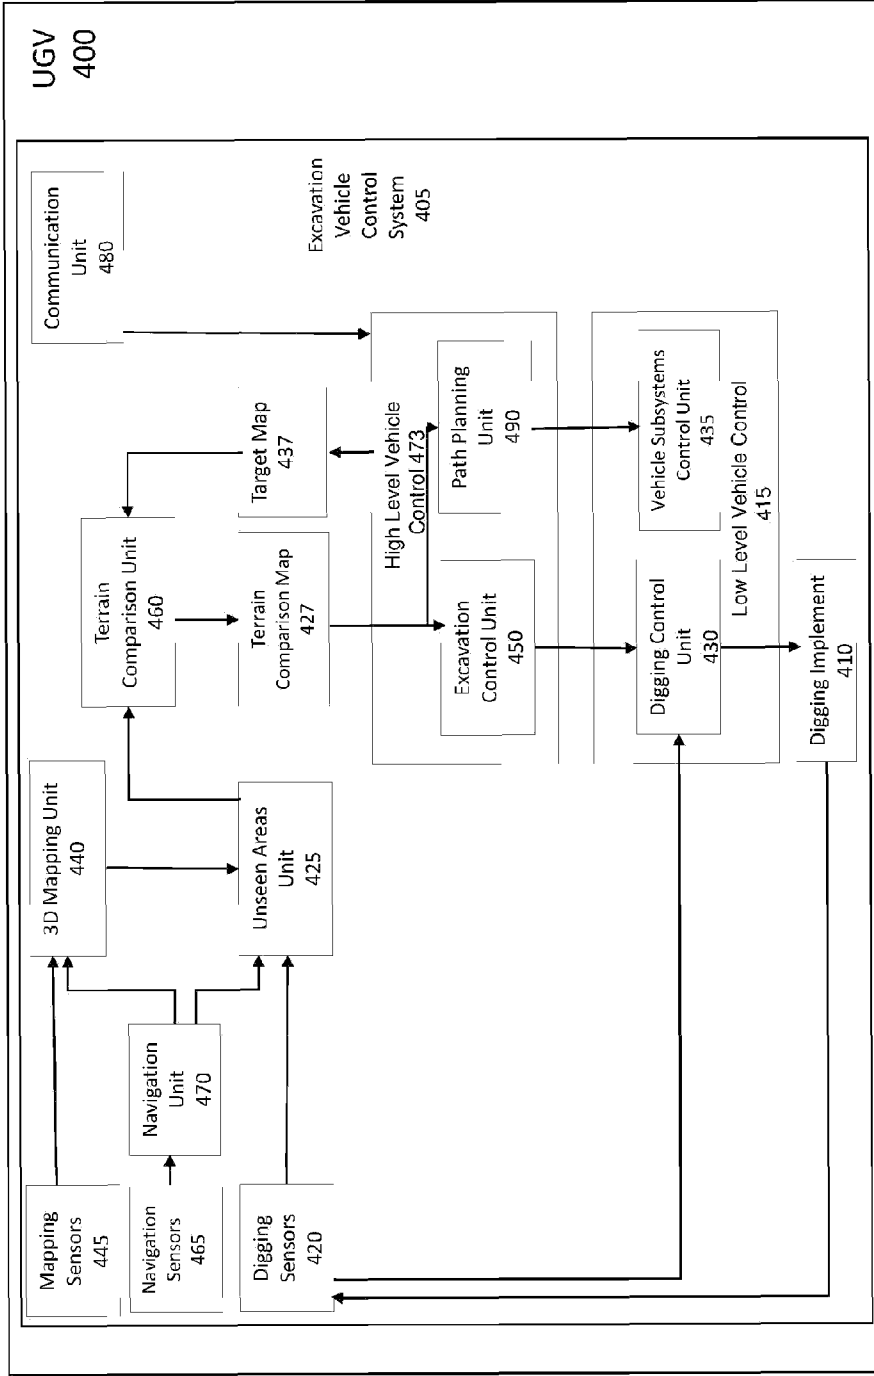 UGV
400
Mapping
Sensors
445
Navigation
Sensors
465
Digging
Sensors
420
Navigation
Unit
470
3D Mapping Unit
440
Unseen Areas
Unit
425
Terrain
Comparison Unit
460
Terrain
Comparison Map
427
Target Map
437
Communication
Unit
480
Excavation
Vehicle
Control
System
405
High Level Vehicle
Control 473
Excavation
Control Unit
450
Path Planning
Unit
490
Digging Control
Unit
430
Vehicle Subsystems
Control Unit
435
Low Level Vehicle Control
415
Digging Implement
410